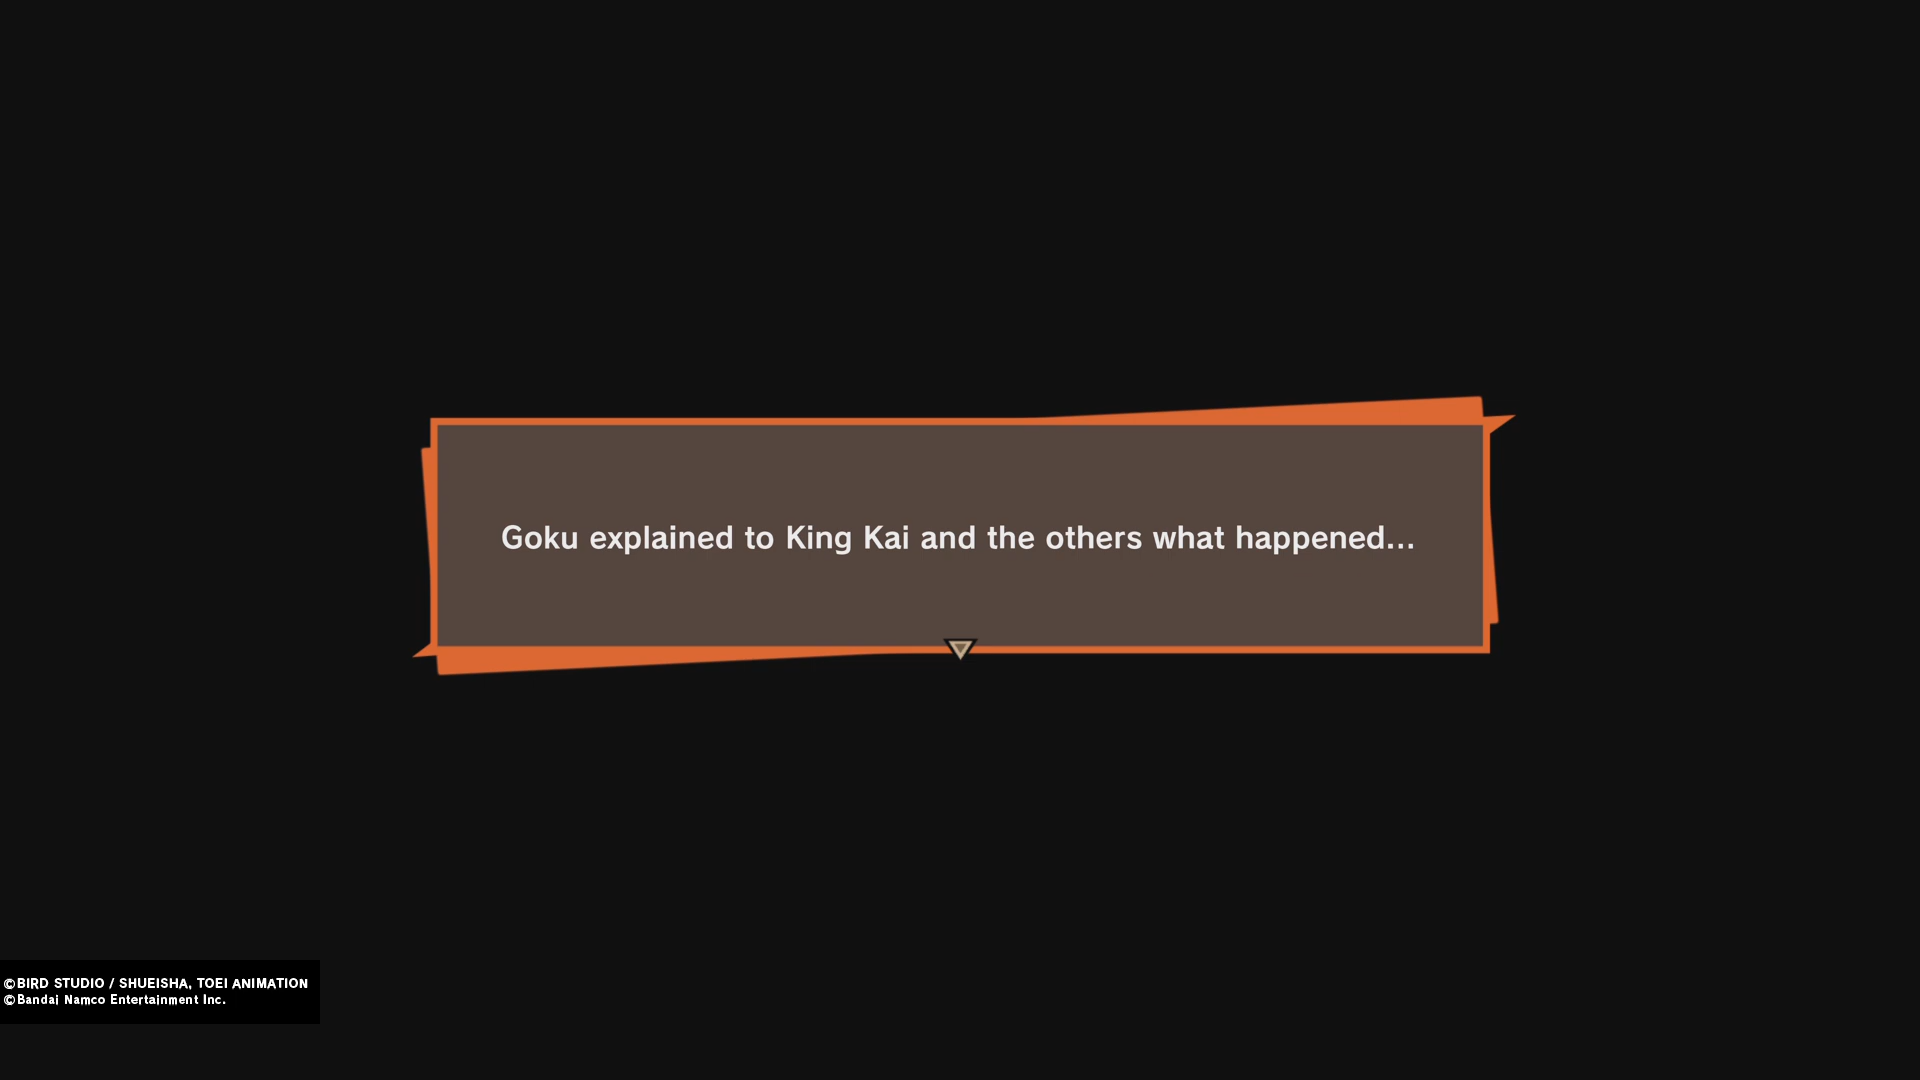 Goku explained to King Kai and the others what happened...
©BIRD STUDIO / SHUEISHA, TOEI ANIMATION
©Bandai Namco Entertainment Inc.